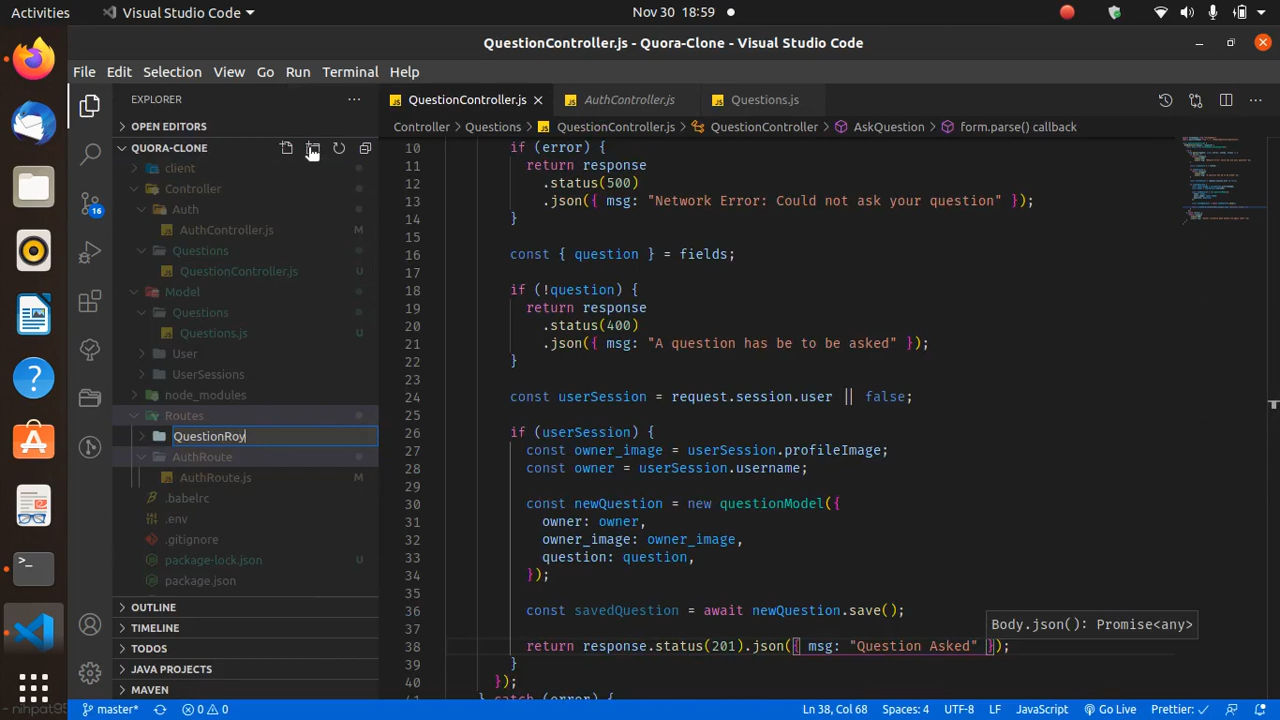 Activities
Visual Studio Code
Nov 30 18:59
QuestionController.js - Quora-Clone - Visual Studio Code
File Edit Selection View Go Run Terminal Help
EXPLORER
OPEN EDITORS
QUORA-CLONE
client
Controller
Auth
AuthController.js M
Questions
QuestionController.js U
Model
Questions
Questions.js U
User
UserSessions
node_modules
Routes
QuestionRoy
AuthRoute
AuthRoute.js M
.babelrc
.env
.gitignore
package-lock.json U
package.json
OUTLINE
TIMELINE
TODOS
JAVA PROJECTS
MAVEN
16
JS QuestionController.js
JS AuthController.js
JS Questions.js
Controller > Questions > JS QuestionController.js > QuestionController > AskQuestion > form.parse() callback
10 if (error) {
11 return response
12 .status(500)
13 .json({ msg: "Network Error: Could not ask your question" });
14 }
15
16 const { question } = fields;
17
18 if (!question) {
19 return response
20 .status(400)
21 .json({ msg: "A question has be to be asked" });
22 }
23
24 const userSession = request.session.user || false;
25
26 if (userSession) {
27 const owner_image = userSession.profileImage;
28 const owner = userSession.username;
29
30 const newQuestion = new questionModel({
31 owner: owner,
32 owner_image: owner_image,
33 question: question,
34 });
35
36 const savedQuestion = await newQuestion.save();
37
Body.json(): Promise<any>
38 return response.status(201).json({ msg: "Question Asked" });
39 }
40 });
41 } catch (error) {
master* 0 0
Ln 38, Col 68 Spaces: 4 UTF-8 LF JavaScript Go Live Prettier: ✓